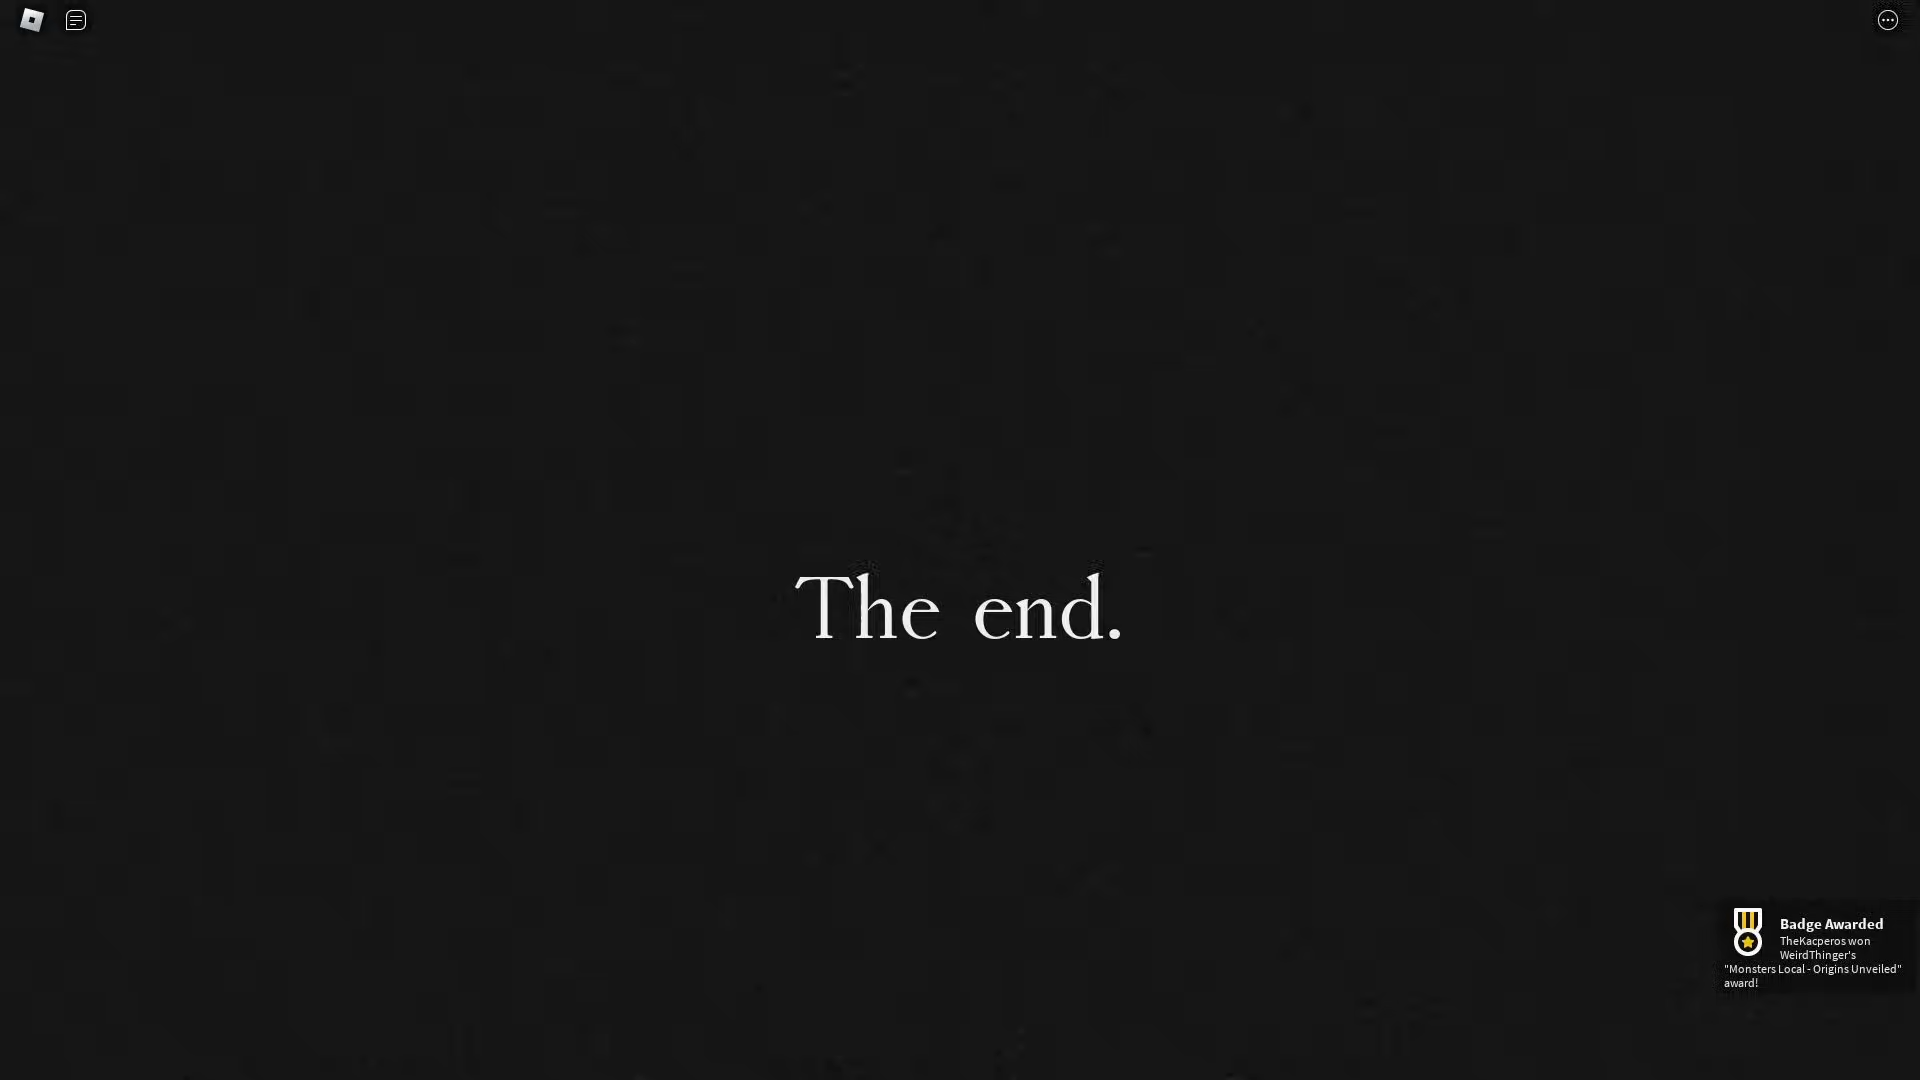 The end.
Badge Awarded
TheKacperos won
WeirdThinger's
"Monsters Local - Origins Unveiled"
award!